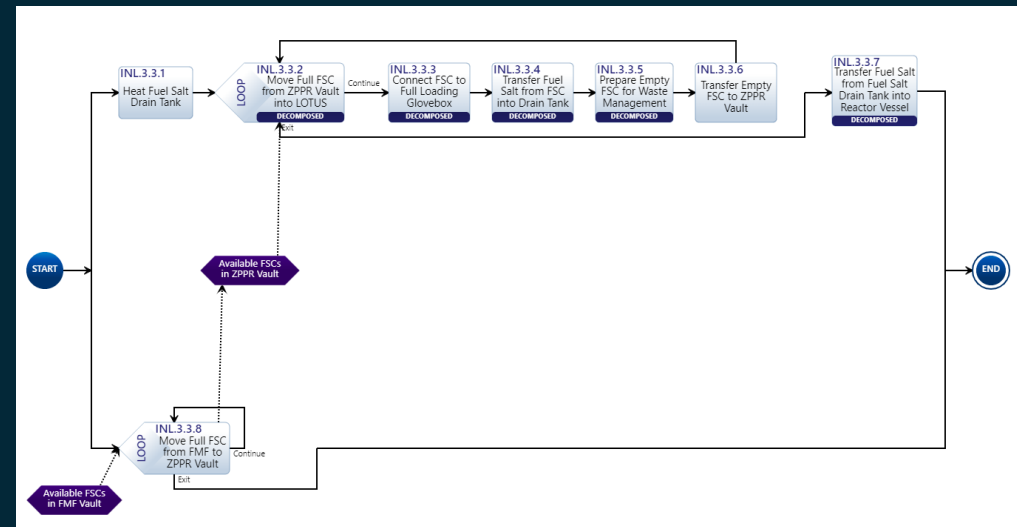 INL.3.3.1
Heat Fuel Salt
Drain Tank
LOOP
INL.3.3.2
Move Full FSC
from ZPPR Vault
into LOTUS
DECOMPOSED
Continue
Exit
INL.3.3.3
Connect FSC to
Full Loading
Glovebox
DECOMPOSED
INL.3.3.4
Transfer Fuel
Salt from FSC
into Drain Tank
DECOMPOSED
INL.3.3.5
Prepare Empty
FSC for Waste
Management
DECOMPOSED
INL.3.3.6
Transfer Empty
FSC to ZPPR
Vault
INL.3.3.7
Transfer Fuel Salt
from Fuel Salt
Drain Tank into
Reactor Vessel
DECOMPOSED
START
Available FSCs
in ZPPR Vault
END
LOOP
INL.3.3.8
Move Full FSC
from FMF to
ZPPR Vault
Continue
Exit
Available FSCs
in FMF Vault